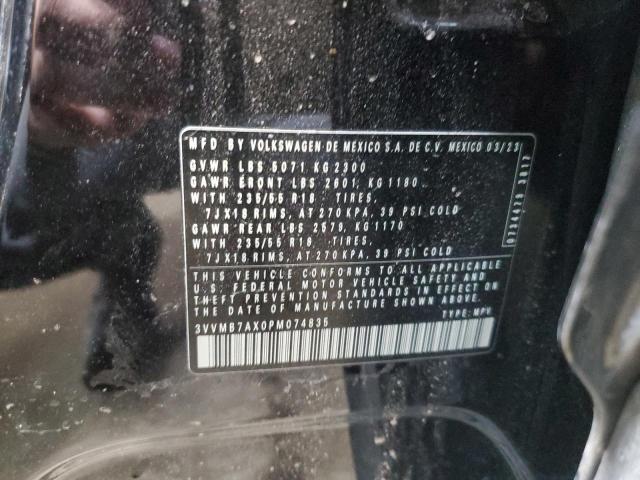 MFD BY VOLKSWAGEN DE MEXICO S.A. DE C.V. MEXICO 03/23
GVWR LBS 5071 KG 2300
GAWR FRONT LBS 2601, KG 1180
WITH 235/55 R18 TIRES,
7JX18 RIMS, AT 270 KPA, 39 PSI COLD
GAWR REAR LBS 2579, KG 1170
WITH 235/55 R18 TIRES,
7JX18 RIMS, AT 270 KPA, 39 PSI COLD
THIS VEHICLE CONFORMS TO ALL APPLICABLE
U.S. FEDERAL MOTOR VEHICLE SAFETY AND
THEFT PREVENTION STANDARDS IN EFFECT ON
THE DATE OF MANUFACTURE SHOWN ABOVE
3VVMB7AX0PM074835 TYPE: MPV